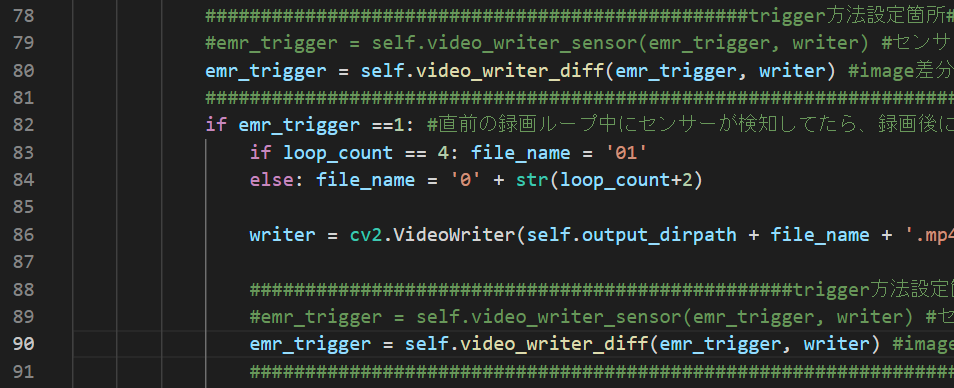 78 #################################################trigger方法設定箇所#
79 #emr_trigger = self.video_writer_sensor(emr_trigger, writer) #センサ
80 emr_trigger = self.video_writer_diff(emr_trigger, writer) #image差分
81 ####################################################################
82 if emr_trigger ==1: #直前の録画ループ中にセンサーが検知してたら、録画後に
83 if loop_count == 4: file_name = '01'
84 else: file_name = '0' + str(loop_count+2)
85
86 writer = cv2.VideoWriter(self.output_dirpath + file_name + '.mp4
87
88 #################################################trigger方法設定箇
89 #emr_trigger = self.video_writer_sensor(emr_trigger, writer) #セ
90 emr_trigger = self.video_writer_diff(emr_trigger, writer) #image
91 ################################################################